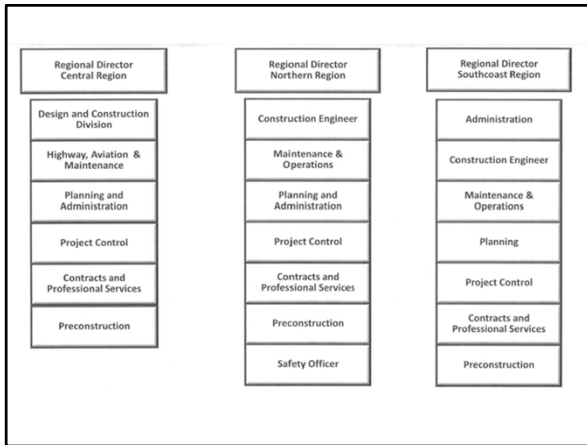 Regional Director
Central Region
Design and Construction
Division
Highway, Aviation &
Maintenance
Planning and
Administration
Project Control
Contracts and
Professional Services
Preconstruction
Regional Director
Northern Region
Construction Engineer
Maintenance &
Operations
Planning and
Administration
Project Control
Contracts and
Professional Services
Preconstruction
Safety Officer
Regional Director
Southcoast Region
Administration
Construction Engineer
Maintenance &
Operations
Planning
Project Control
Contracts and
Professional Services
Preconstruction